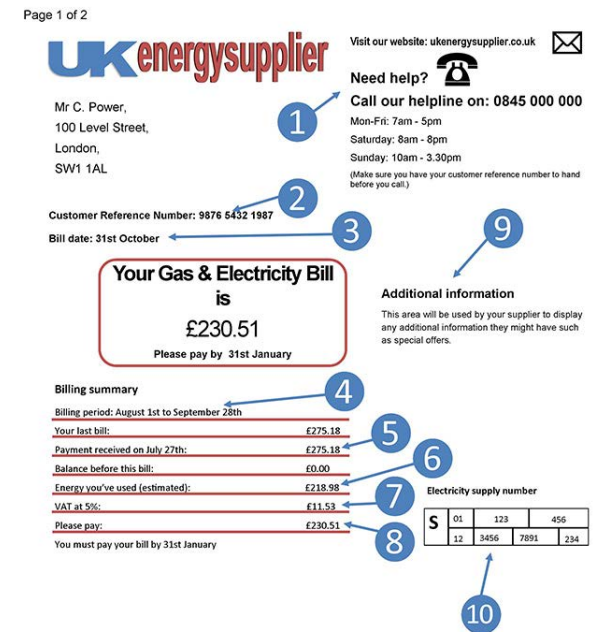 Page 1 of 2
UKenergysupplier
Visit our website: ukenergysupplier.co.uk
Need help?
Call our helpline on: 0845 000 000
Mon-Fri: 7am - 5pm
Saturday: 8am - 8pm
Sunday: 10am - 3.30pm
(Make sure you have your customer reference number to hand
before you call.)
1
Mr C. Power,
100 Level Street,
London,
SW1 1AL
2
Customer Reference Number: 9876 5432 1987
Bill date: 31st October
3
9
Your Gas & Electricity Bill
is
£230.51
Please pay by 31st January
Additional information
This area will be used by your supplier to display
any additional information they might have such
as special offers.
Billing summary
4
Billing period: August 1st to September 28th
Your last bill: £275.18
5
Payment received on July 27th: £275.18
Balance before this bill: £0.00
6
Energy you've used (estimated): £218.98
7
VAT at 5%: £11.53
Please pay: £230.51
8
You must pay your bill by 31st January
Electricity supply number
S 01 123 456
12 3456 7891 234
10